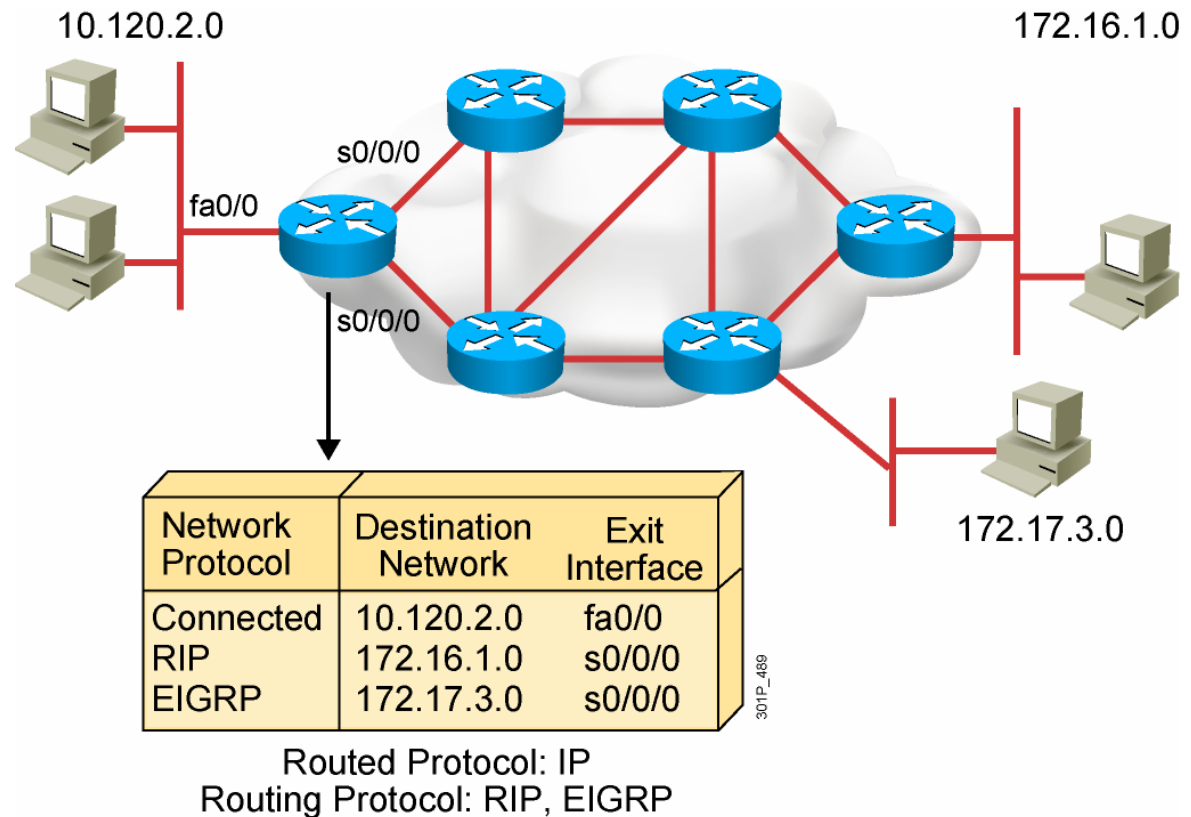 10.120.2.0
172.16.1.0
s0/0/0
fa0/0
s0/0/0
172.17.3.0
Network Protocol Destination Network Exit Interface
Connected 10.120.2.0 fa0/0
RIP 172.16.1.0 s0/0/0
EIGRP 172.17.3.0 s0/0/0
301P_489
Routed Protocol: IP
Routing Protocol: RIP, EIGRP